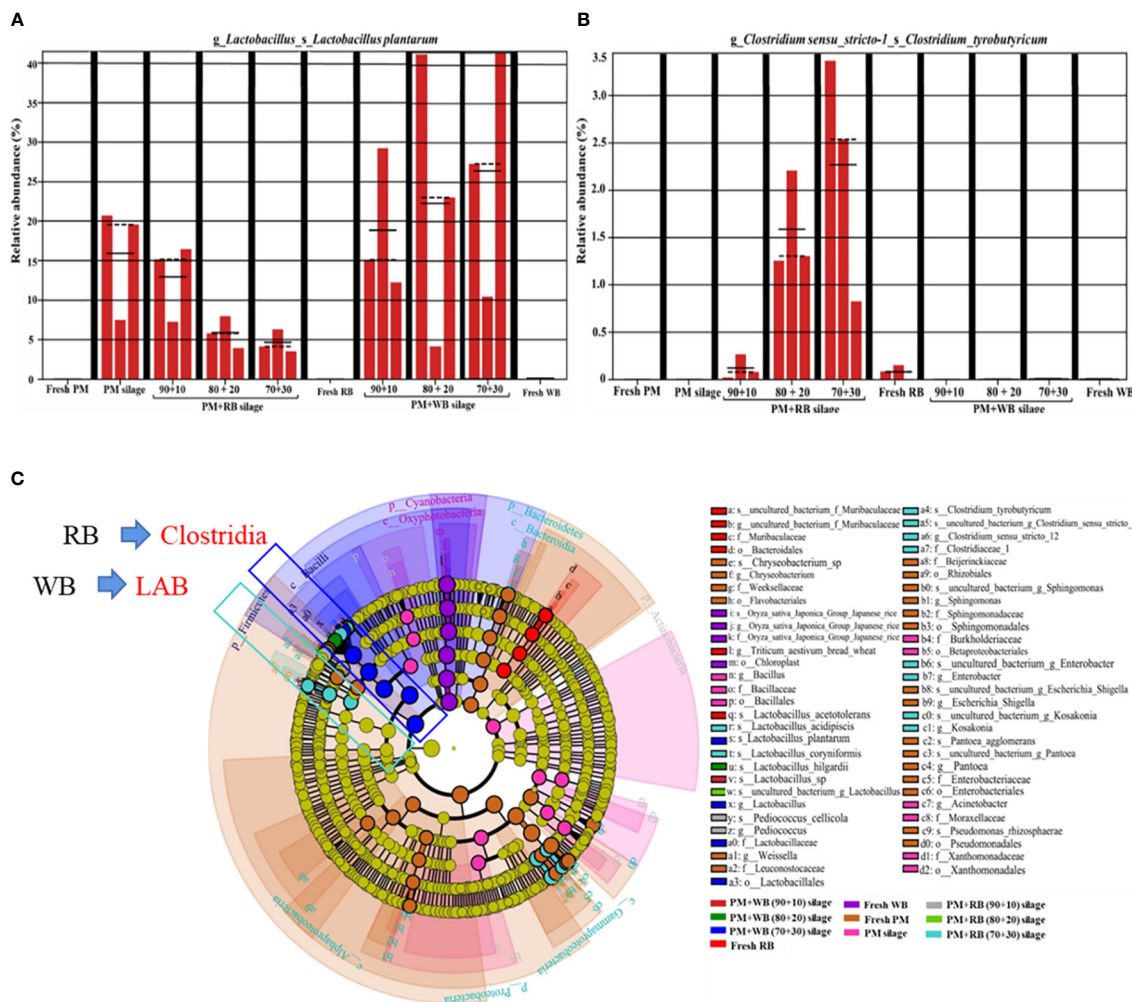 A
g_Lactobacillus_s_Lactobacillus plantarum
Relative abundance (%)
40
35
30
25
20
15
10
5
0
Fresh PM
PM silage
90+10
80 + 20
70+30
PM+RB silage
Fresh RB
90+10
80 + 20
70+30
PM+WB silage
Fresh WB
B
g_Clostridium sensu_stricto-1_s_Clostridium_tyrobutyricum
Relative abundance (%)
3.5
3.0
2.5
2.0
1.5
1.0
0.5
0
Fresh PM
PM silage
90+10
80 + 20
70+30
PM+RB silage
Fresh RB
90+10
80 + 20
70+30
PM+WB silage
Fresh WB
C
RB
Clostridia
WB
LAB
p__Firmicutes
c__Bacilli
p__Cyanobacteria
c__Oxyphotobacteria
p__Bacteroidetes
c__Bacteroidia
p__Actinobacteria
c__Gammaproteobacteria
p__Proteobacteria
c__Alphaproteobacteria
a: s__uncultured_bacterium_f_Muribaculaceae
b: g__uncultured_bacterium_f_Muribaculaceae
c: f__Muribaculaceae
d: o__Bacteroidales
e: s__Chryseobacterium_sp
f: g__Chryseobacterium
g: f__Weeksellaceae
h: o__Flavobacteriales
i: s__Oryza_sativa_Japonica_Group_Japanese_rice
j: g__Oryza_sativa_Japonica_Group_Japanese_rice
k: f__Oryza_sativa_Japonica_Group_Japanese_rice
l: g__Triticum_aestivum_bread_wheat
m: o__Chloroplast
n: g__Bacillus
o: f__Bacillaceae
p: o__Bacillales
q: s__Lactobacillus_acetotolerans
r: s__Lactobacillus_acidipiscis
s: s_Lactobacillus_plantarum
t: s__Lactobacillus_coryniformis
u: s__Lactobacillus_hilgardii
v: s__Lactobacillus_sp
w: s__uncultured_bacterium_g_Lactobacillus
x: g__Lactobacillus
y: s__Pediococcus_cellicola
z: g__Pediococcus
a0: f__Lactobacillaceae
a1: g__Weissella
a2: f__Leuconostocaceae
a3: o__Lactobacillales
a4: s__Clostridium_tyrobutyricum
a5: s__uncultured_bacterium_g_Clostridium_sensu_stricto_
a6: g__Clostridium_sensu_stricto_12
a7: f__Clostridiaceae_1
a8: f__Beijerinckiaceae
a9: o__Rhizobiales
b0: s__uncultured_bacterium_g_Sphingomonas
b1: g__Sphingomonas
b2: f__Sphingomonadaceae
b3: o__Sphingomonadales
b4: f__Burkholderiaceae
b5: o__Betaproteobacteriales
b6: s__uncultured_bacterium_g_Enterobacter
b7: g__Enterobacter
b8: s__uncultured_bacterium_g_Escherichia_Shigella
b9: g__Escherichia_Shigella
c0: s__uncultured_bacterium_g_Kosakonia
c1: g__Kosakonia
c2: s__Pantoea_agglomerans
c3: s__uncultured_bacterium_g_Pantoea
c4: g__Pantoea
c5: f__Enterobacteriaceae
c6: o__Enterobacteriales
c7: g__Acinetobacter
c8: f__Moraxellaceae
c9: s__Pseudomonas_rhizosphaerae
d0: o__Pseudomonadales
d1: f__Xanthomonadaceae
d2: o__Xanthomonadales
PM+WB (90+10) silage
PM+WB (80+20) silage
PM+WB (70+30) silage
Fresh RB
Fresh WB
Fresh PM
PM silage
PM+RB (90+10) silage
PM+RB (80+20) silage
PM+RB (70+30) silage